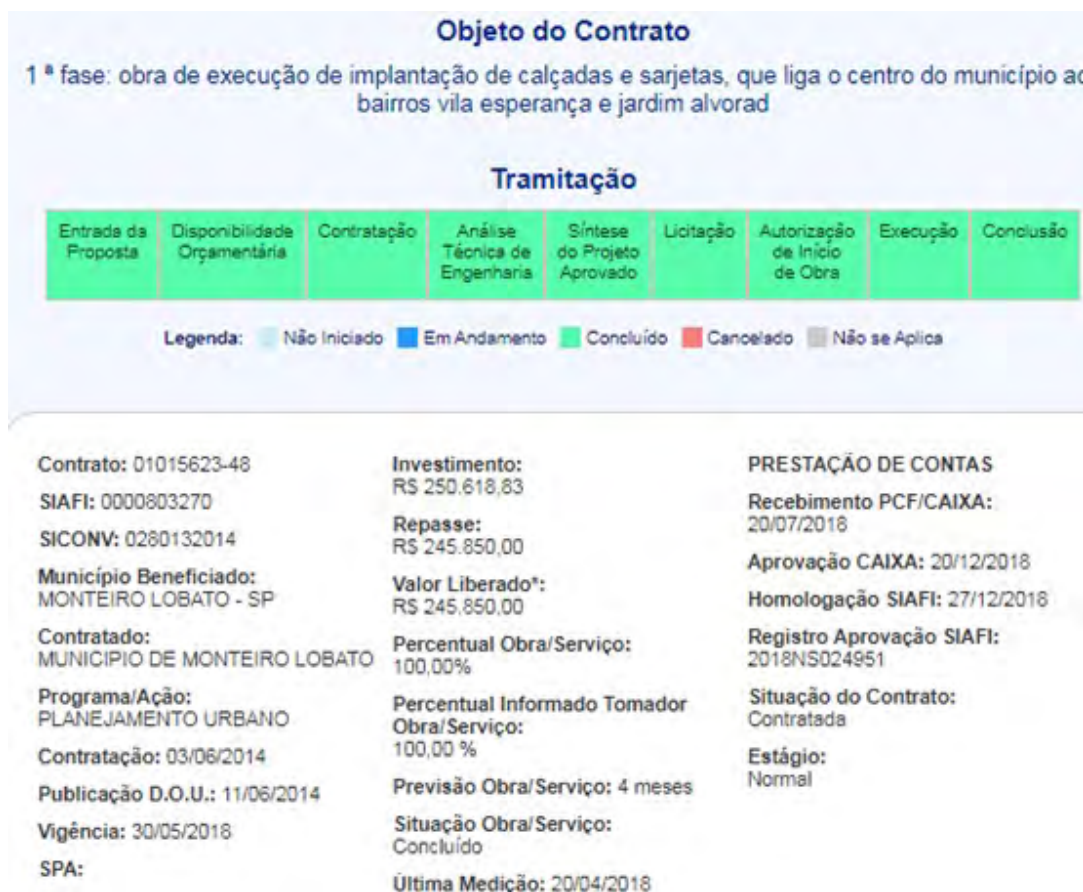 Objeto do Contrato
1 ª fase: obra de execução de implantação de calçadas e sarjetas, que liga o centro do município ao
bairros vila esperança e jardim alvorad
Tramitação
Entrada da Proposta
Disponibilidade Orçamentária
Contratação
Análise Técnica de Engenharia
Síntese do Projeto Aprovado
Licitação
Autorização de Início de Obra
Execução
Conclusão
Legenda: Não Iniciado Em Andamento Concluído Cancelado Não se Aplica
Contrato: 01015623-48
SIAFI: 0000803270
SICONV: 0280132014
Município Beneficiado:
MONTEIRO LOBATO - SP
Contratado:
MUNICIPIO DE MONTEIRO LOBATO
Programa/Ação:
PLANEJAMENTO URBANO
Contratação: 03/06/2014
Publicação D.O.U.: 11/06/2014
Vigência: 30/05/2018
SPA:
Investimento:
R$ 250.618,83
Repasse:
R$ 245.850,00
Valor Liberado*:
R$ 245.850,00
Percentual Obra/Serviço:
100,00%
Percentual Informado Tomador
Obra/Serviço:
100,00 %
Previsão Obra/Serviço: 4 meses
Situação Obra/Serviço:
Concluído
Última Medição: 20/04/2018
PRESTAÇÃO DE CONTAS
Recebimento PCF/CAIXA:
20/07/2018
Aprovação CAIXA: 20/12/2018
Homologação SIAFI: 27/12/2018
Registro Aprovação SIAFI:
2018NS024951
Situação do Contrato:
Contratada
Estágio:
Normal